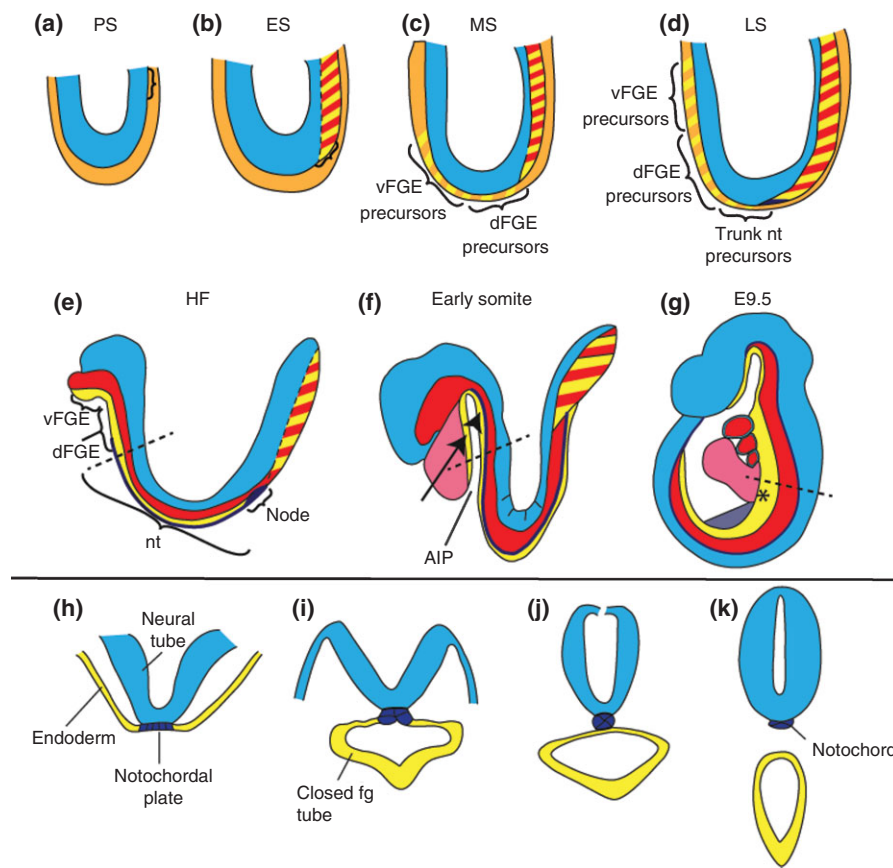 (a) PS
(b) ES
(c) MS
(d) LS
vFGE
precursors
dFGE
precursors
vFGE
precursors
dFGE
precursors
Trunk nt
precursors
(e) HF
(f) Early somite
(g) E9.5
vFGE
dFGE
nt
Node
AIP
*
(h)
(i)
(j)
(k)
Neural
tube
Endoderm
Notochordal
plate
Closed fg
tube
Notochord